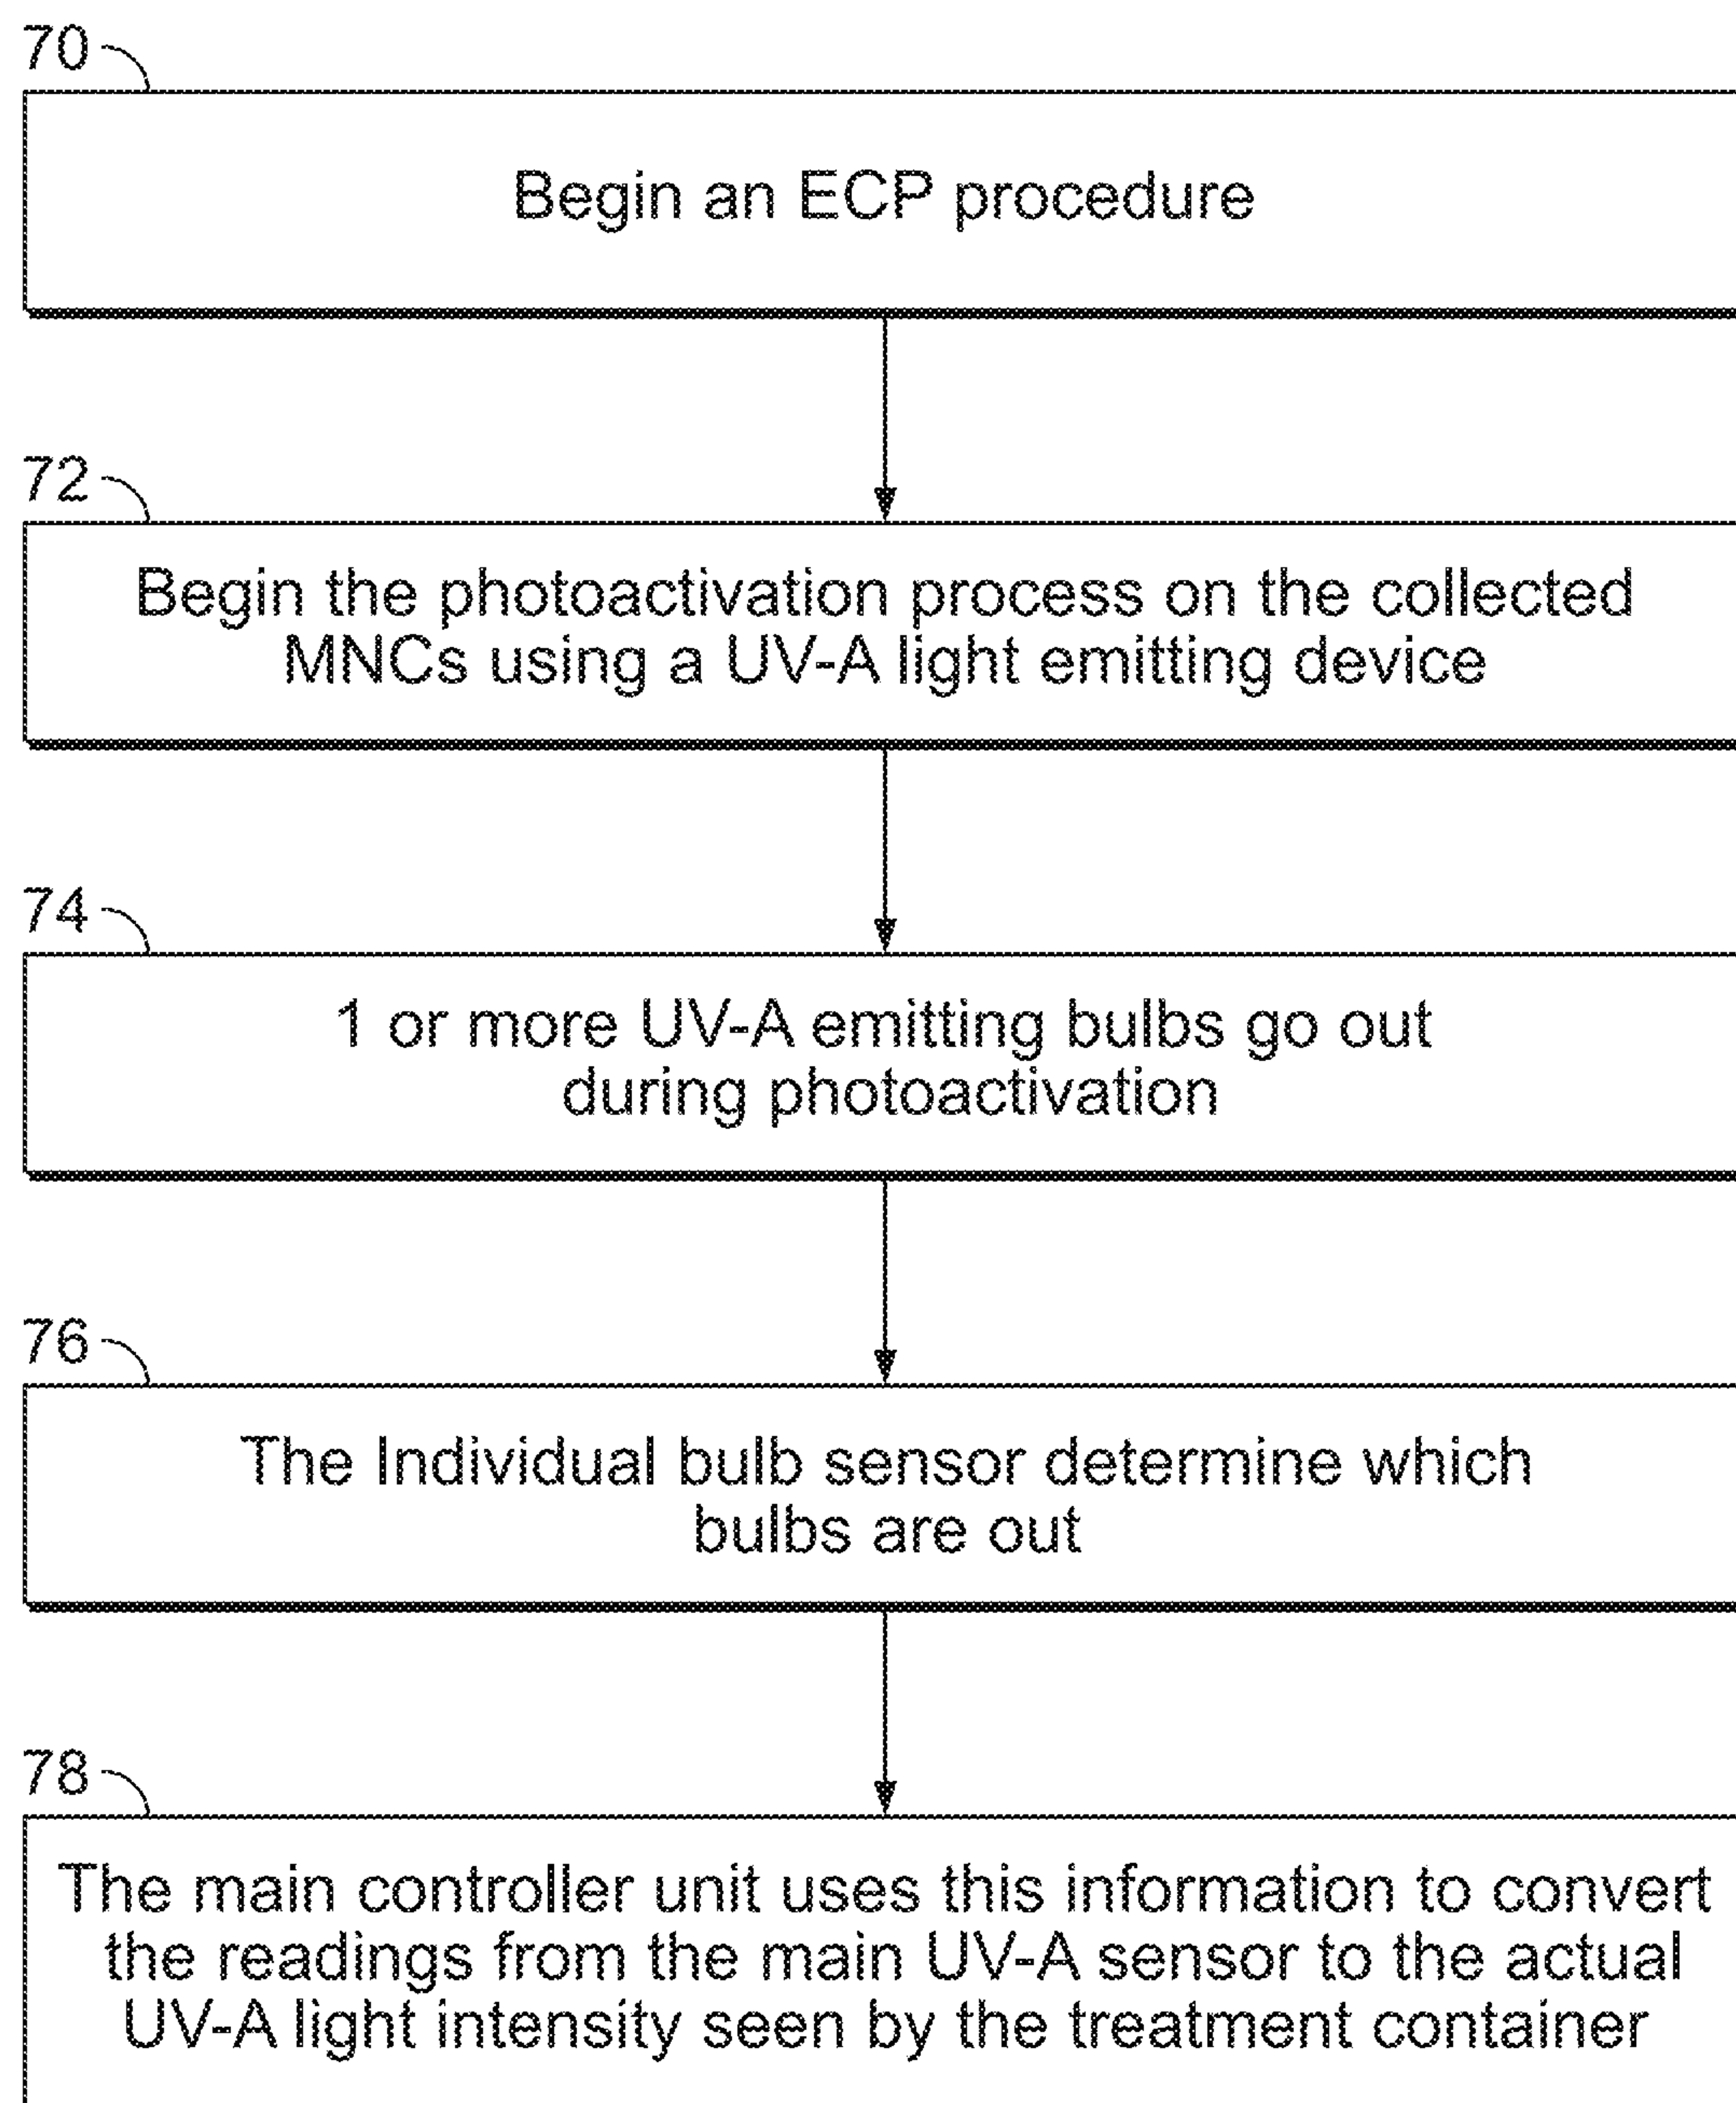 70
Begin an ECP procedure
72
Begin the photoactivation process on the collected
MNCs using a UV-A light emitting device
74
1 or more UV-A emitting bulbs go out
during photoactivation
76
The Individual bulb sensor determine which
bulbs are out
78
The main controller unit uses this information to convert
the readings from the main UV-A sensor to the actual
UV-A light intensity seen by the treatment container